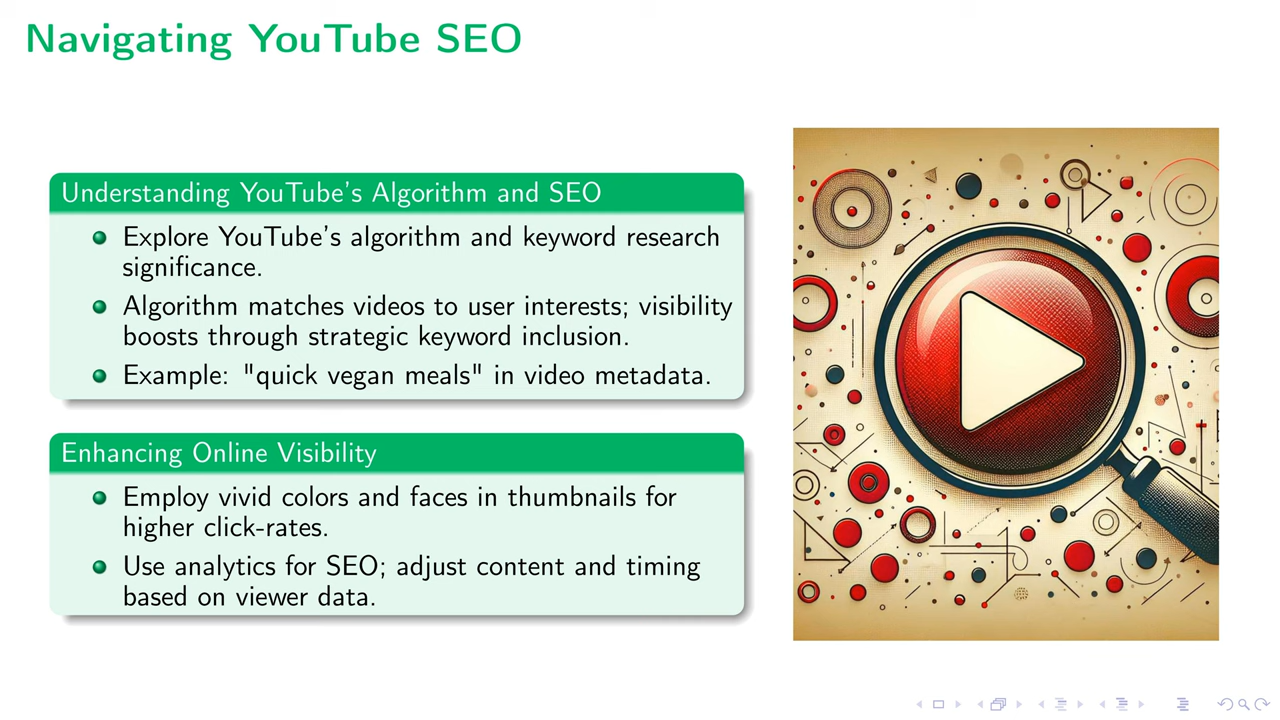 Navigating YouTube SEO
Understanding YouTube's Algorithm and SEO
Explore YouTube's algorithm and keyword research
significance.
Algorithm matches videos to user interests; visibility
boosts through strategic keyword inclusion.
Example: "quick vegan meals" in video metadata.
Enhancing Online Visibility
Employ vivid colors and faces in thumbnails for
higher click-rates.
Use analytics for SEO; adjust content and timing
based on viewer data.